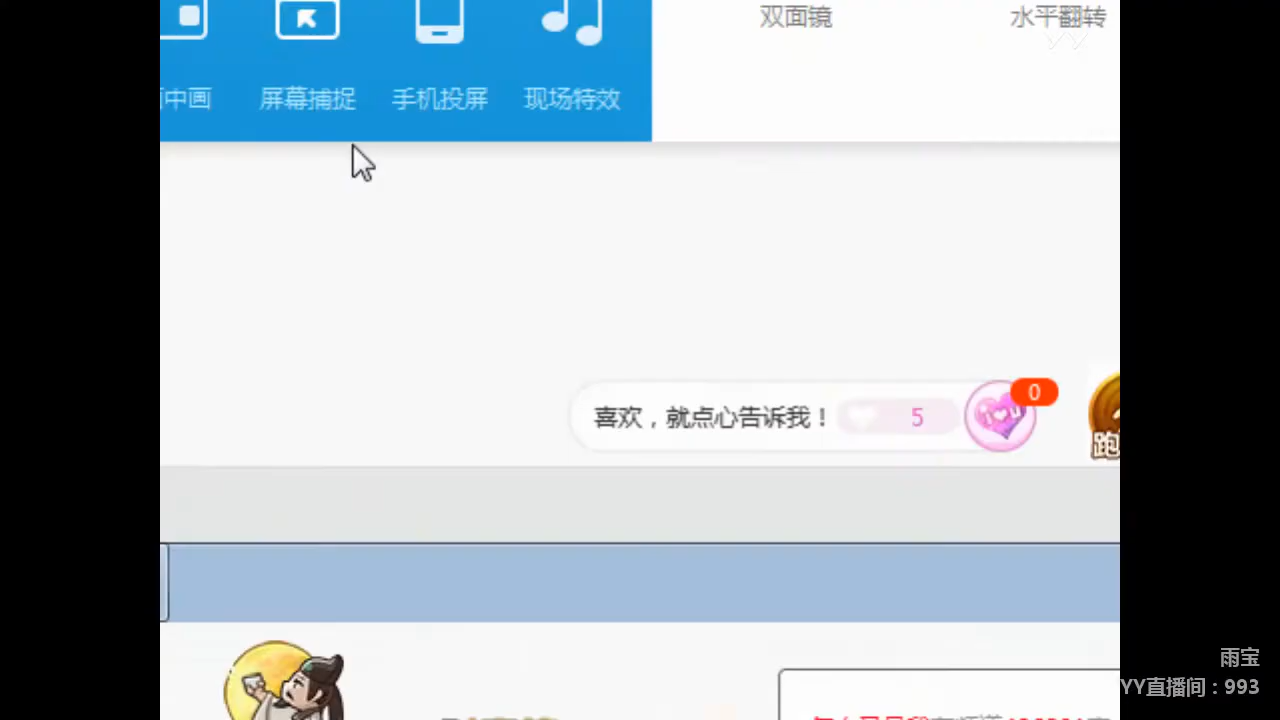 双面镜
水平翻转
中画
屏幕捕捉
手机投屏
现场特效
0
喜欢，就点心告诉我！
5
跑
雨宝
YY直播间：993